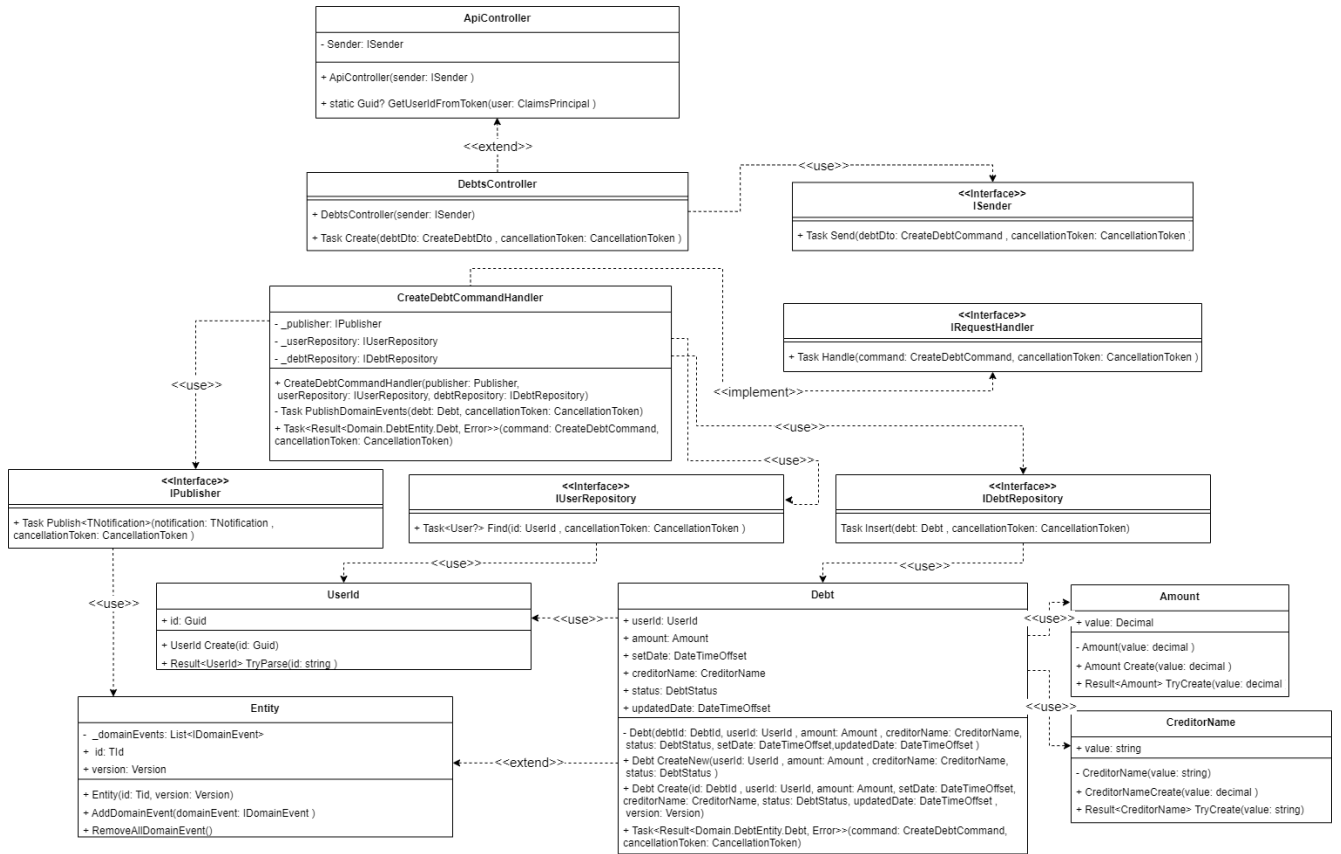 ApiController
- Sender: ISender
+ ApiController(sender: ISender )
+ static Guid? GetUserIdFromToken(user: ClaimsPrincipal )
<<extend>>
DebtsController
+ DebtsController(sender: ISender)
+ Task Create(debtDto: CreateDebtDto , cancellationToken: CancellationToken )
<<use>>
<<Interface>>
ISender
+ Task Send(debtDto: CreateDebtCommand , cancellationToken: CancellationToken )
CreateDebtCommandHandler
- _publisher: IPublisher
- _userRepository: IUserRepository
- _debtRepository: IDebtRepository
+ CreateDebtCommandHandler(publisher: Publisher,
userRepository: IUserRepository, debtRepository: IDebtRepository)
- Task PublishDomainEvents(debt: Debt, cancellationToken: CancellationToken)
+ Task<Result<Domain.DebtEntity.Debt, Error>>(command: CreateDebtCommand,
cancellationToken: CancellationToken)
<<Interface>>
IRequestHandler
+ Task Handle(command: CreateDebtCommand, cancellationToken: CancellationToken )
<<use>>
<<implement>>
<<use>>
<<use>>
<<Interface>>
IPublisher
+ Task Publish<TNotification>(notification: TNotification ,
cancellationToken: CancellationToken )
<<Interface>>
IUserRepository
+ Task<User?> Find(id: UserId , cancellationToken: CancellationToken )
<<Interface>>
IDebtRepository
Task Insert(debt: Debt , cancellationToken: CancellationToken)
<<use>>
<<use>>
<<use>>
UserId
+ id: Guid
+ UserId Create(id: Guid)
+ Result<UserId> TryParse(id: string )
<<use>>
Debt
+ userId: UserId
+ amount: Amount
+ setDate: DateTimeOffset
+ creditorName: CreditorName
+ status: DebtStatus
+ updatedDate: DateTimeOffset
- Debt(debtId: DebtId, userId: UserId , amount: Amount , creditorName: CreditorName,
status: DebtStatus, setDate: DateTimeOffset,updatedDate: DateTimeOffset )
+ Debt CreateNew(userId: UserId , amount: Amount , creditorName: CreditorName,
status: DebtStatus )
+ Debt Create(id: DebtId , userId: UserId, amount: Amount, setDate: DateTimeOffset,
creditorName: CreditorName, status: DebtStatus, updatedDate: DateTimeOffset ,
version: Version)
+ Task<Result<Domain.DebtEntity.Debt, Error>>(command: CreateDebtCommand,
cancellationToken: CancellationToken)
<<use>>
Amount
+ value: Decimal
- Amount(value: decimal )
+ Amount Create(value: decimal )
+ Result<Amount> TryCreate(value: decimal
<<use>>
CreditorName
+ value: string
- CreditorName(value: string)
+ CreditorNameCreate(value: decimal )
+ Result<CreditorName> TryCreate(value: string)
Entity
- _domainEvents: List<IDomainEvent>
+ id: TId
+ version: Version
+ Entity(id: Tid, version: Version)
+ AddDomainEvent(domainEvent: IDomainEvent )
+ RemoveAllDomainEvent()
<<extend>>